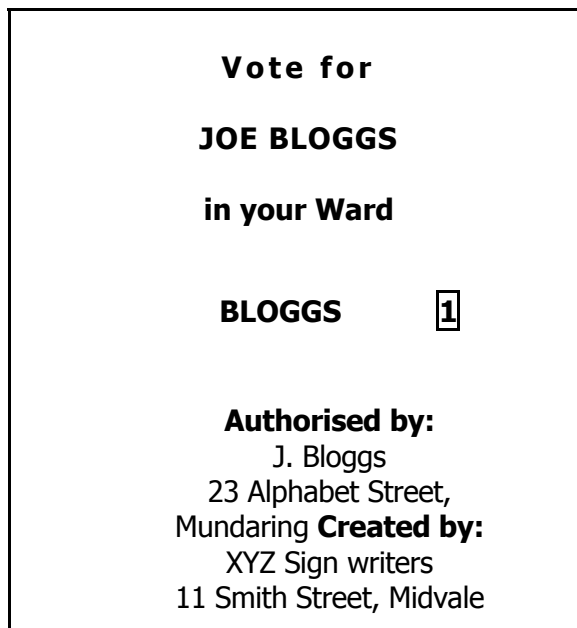 Vote for
JOE BLOGGS
in your Ward
BLOGGS 1
Authorised by:
J. Bloggs
23 Alphabet Street,
Mundaring Created by:
XYZ Sign writers
11 Smith Street, Midvale